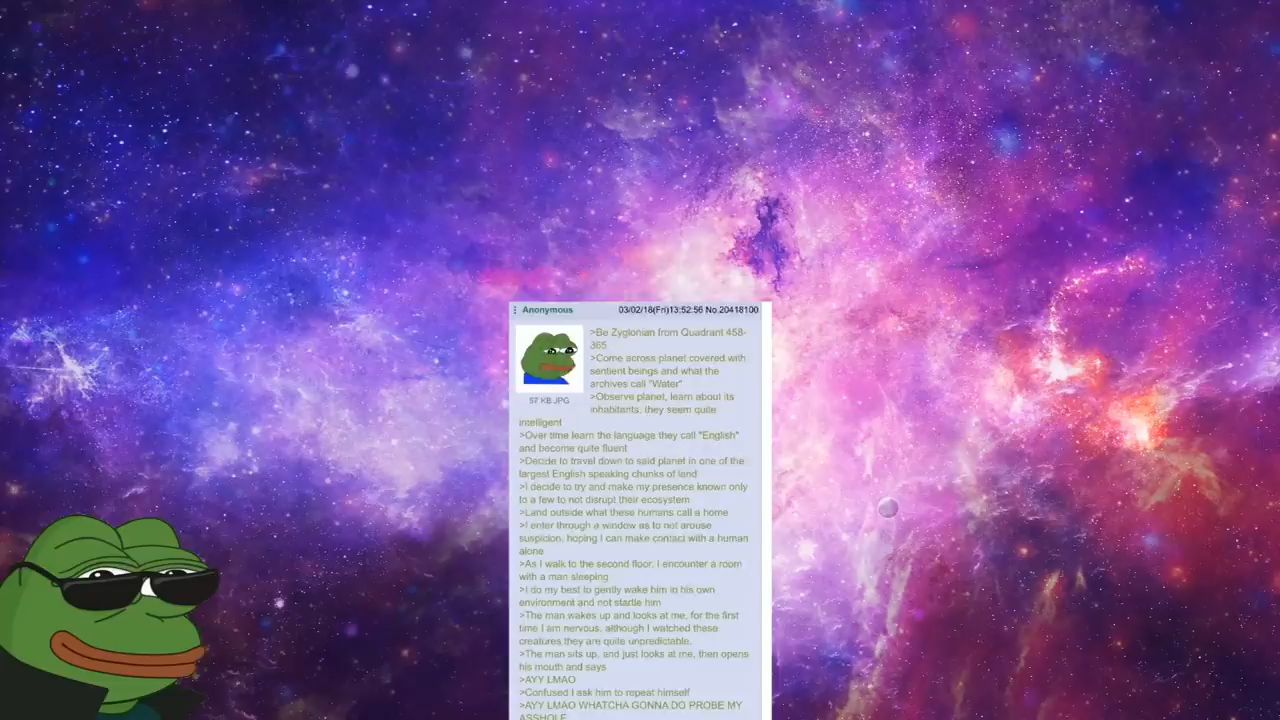 Anonymous 03/02/18(Fri)13:52:56 No.20418100
57 KB JPG
>Be Zyglonian from Quadrant 458-
365
>Come across planet covered with
sentient beings and what the
archives call "Water"
>Observe planet, learn about its
inhabitants, they seem quite
intelligent
>Over time learn the language they call "English"
and become quite fluent
>Decide to travel down to said planet in one of the
largest English speaking chunks of land
>I decide to try and make my presence known only
to a few to not disrupt their ecosystem
>Land outside what these humans call a home
>I enter through a window as to not arouse
suspicion, hoping I can make contact with a human
alone
>As I walk to the second floor, I encounter a room
with a man sleeping
>I do my best to gently wake him in his own
environment and not startle him
>The man wakes up and looks at me, for the first
time I am nervous, although I watched these
creatures they are quite unpredictable.
>The man sits up, and just looks at me, then opens
his mouth and says
>AYY LMAO
>Confused I ask him to repeat himself
>AYY LMAO WHATCHA GONNA DO PROBE MY
ASSHOLE